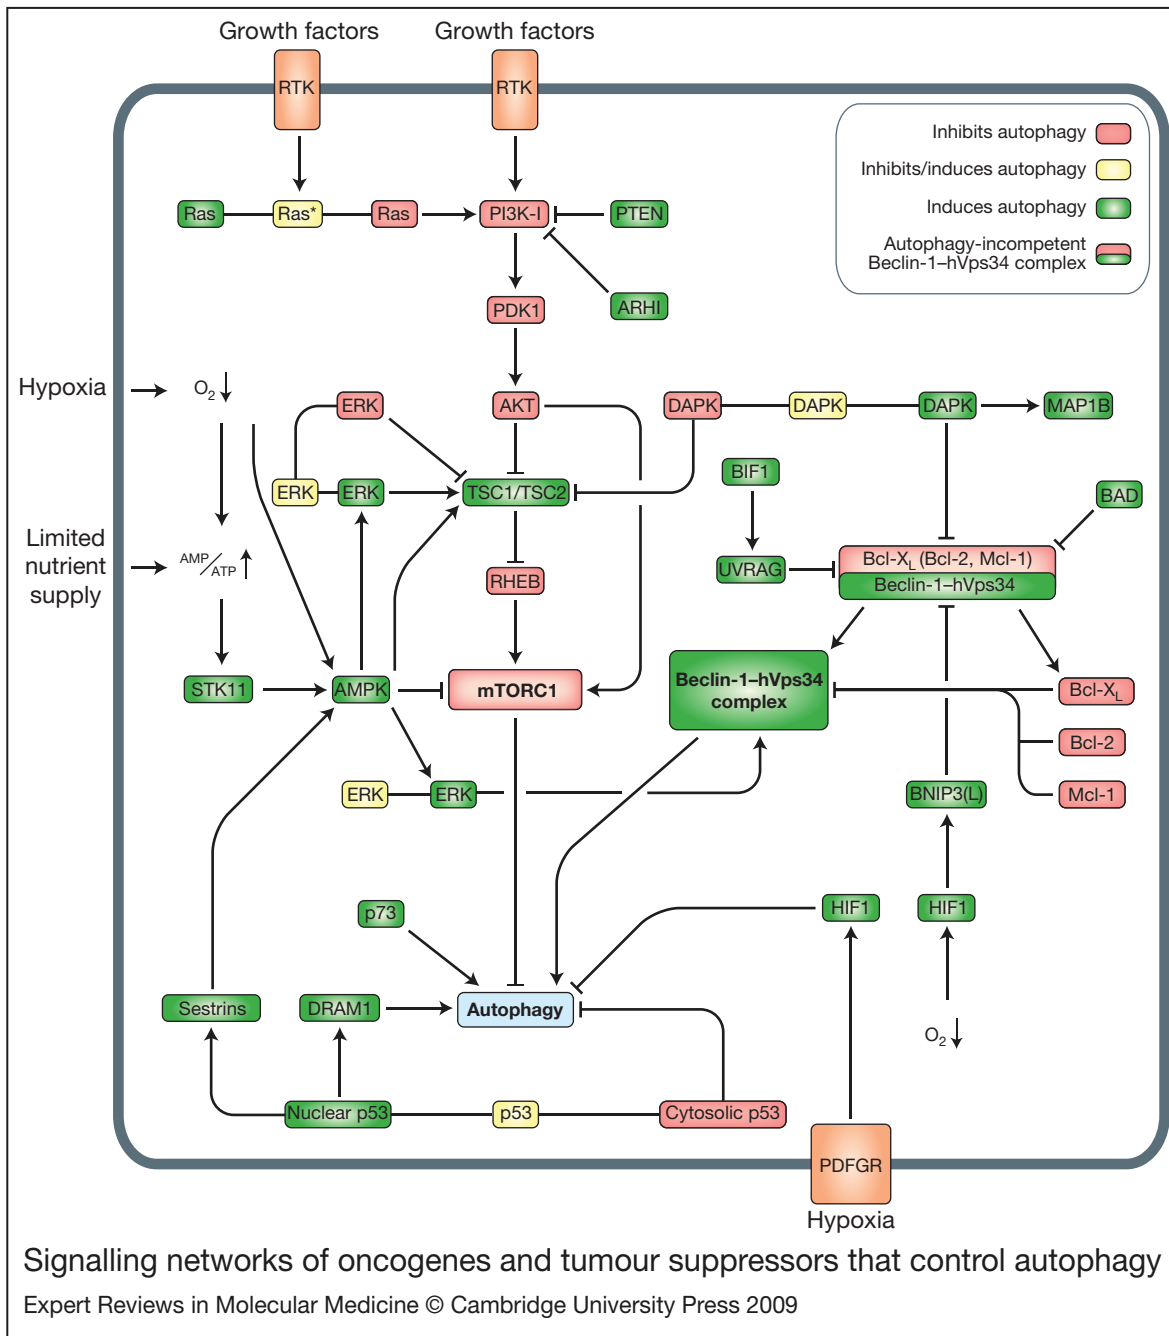 Growth factors
Growth factors
RTK
RTK
Inhibits autophagy
Inhibits/induces autophagy
Induces autophagy
Autophagy-incompetent
Beclin-1–hVps34 complex
Ras
Ras*
Ras
PI3K-I
PTEN
PDK1
ARHI
Hypoxia
O2
ERK
AKT
DAPK
DAPK
DAPK
MAP1B
BIF1
ERK
ERK
TSC1/TSC2
BAD
Limited
nutrient
supply
AMP/ATP
RHEB
UVRAG
Bcl-XL (Bcl-2, Mcl-1)
Beclin-1–hVps34
STK11
AMPK
mTORC1
Beclin-1–hVps34
complex
Bcl-XL
Bcl-2
ERK
ERK
BNIP3(L)
Mcl-1
p73
HIF1
HIF1
Sestrins
DRAM1
Autophagy
O2
Nuclear p53
p53
Cytosolic p53
PDFGR
Hypoxia
Signalling networks of oncogenes and tumour suppressors that control autophagy
Expert Reviews in Molecular Medicine © Cambridge University Press 2009